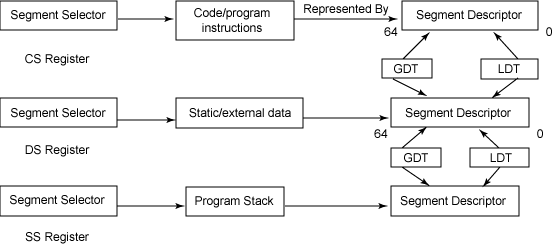 Segment Selector
Code/program
instructions
Represented By
Segment Descriptor
64
0
CS Register
GDT
LDT
Segment Selector
Static/external data
Segment Descriptor
64
0
DS Register
GDT
LDT
Segment Selector
Program Stack
Segment Descriptor
SS Register